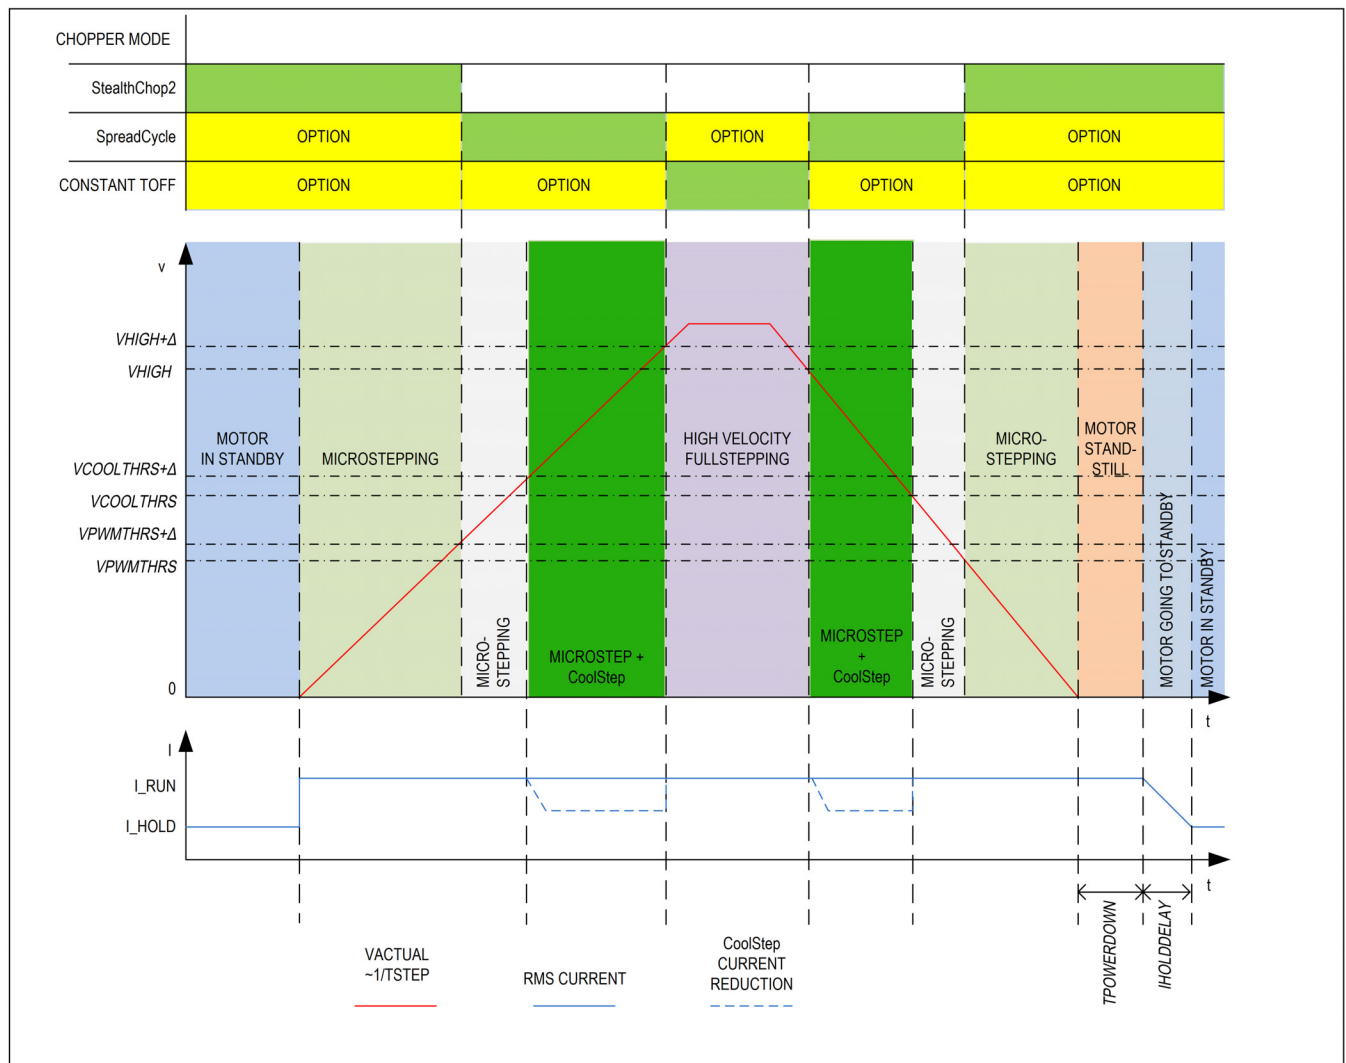 CHOPPER MODE
StealthChop2
SpreadCycle
OPTION
OPTION
OPTION
CONSTANT TOFF
OPTION
OPTION
OPTION
OPTION
v
VHIGH+Δ
VHIGH
VCOOLTHRS+Δ
VCOOLTHRS
VPWMTHRS+Δ
VPWMTHRS
0
MOTOR
IN STANDBY
MICROSTEPPING
MICRO-
STEPPING
MICROSTEP +
CoolStep
HIGH VELOCITY
FULLSTEPPING
MICROSTEP
+
CoolStep
MICRO-
STEPPING
MICRO-
STEPPING
MOTOR
STAND-
STILL
MOTOR GOING TO STANDBY
MOTOR IN STANDBY
t
I
I_RUN
I_HOLD
t
TPOWERDOWN
IHOLDDELAY
VACTUAL
~1/TSTEP
RMS CURRENT
CoolStep
CURRENT
REDUCTION